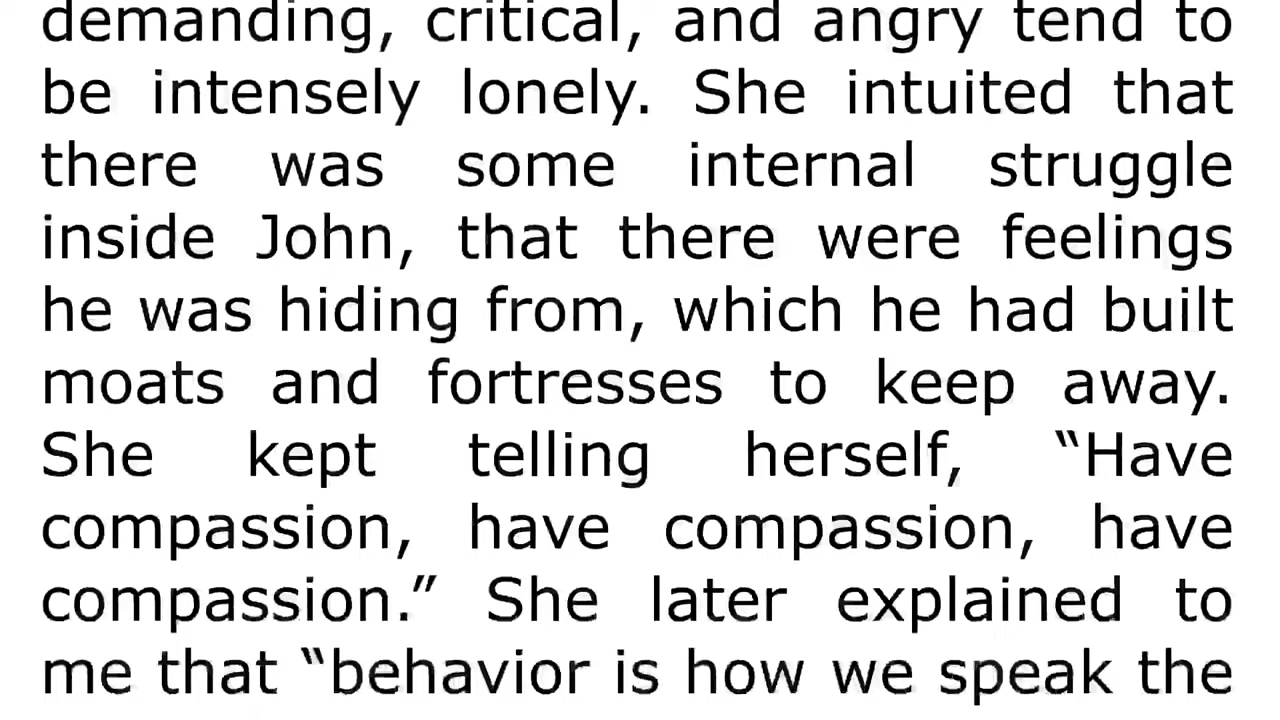 demanding, critical, and angry tend to
be intensely lonely. She intuited that
there was some internal struggle
inside John, that there were feelings
he was hiding from, which he had built
moats and fortresses to keep away.
She kept telling herself, “Have
compassion, have compassion, have
compassion.” She later explained to
me that “behavior is how we speak the